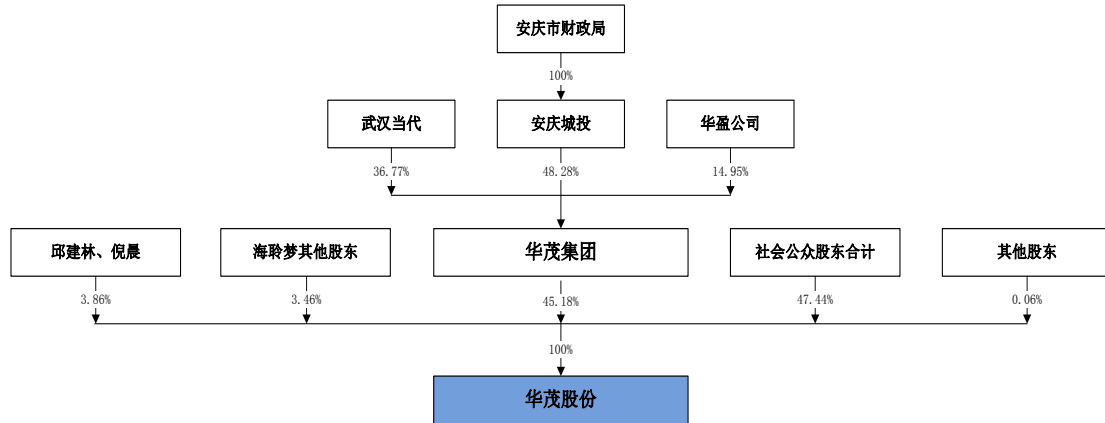 安庆市财政局
100%
武汉当代
安庆城投
华盈公司
36.77%
48.28%
14.95%
邱建林、倪晨
海聆梦其他股东
华茂集团
社会公众股东合计
其他股东
3.86%
3.46%
45.18%
47.44%
0.06%
100%
华茂股份